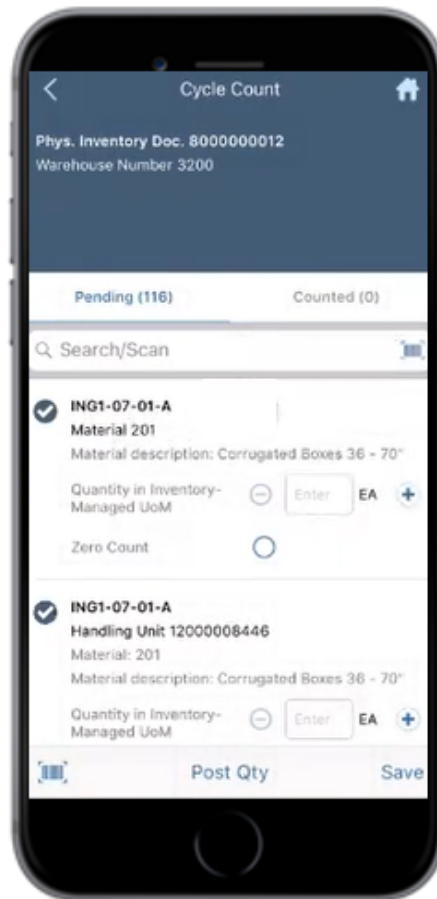 Cycle Count
Phys. Inventory Doc. 8000000012
Warehouse Number 3200
Pending (116) Counted (0)
Search/Scan
ING1-07-01-A
Material 201
Material description: Corrugated Boxes 36 - 70"
Quantity in Inventory- Enter EA
Managed UoM
Zero Count
ING1-07-01-A
Handling Unit 12000008446
Material: 201
Material description: Corrugated Boxes 36 - 70"
Quantity in Inventory- Enter EA
Managed UoM
Post Qty Save